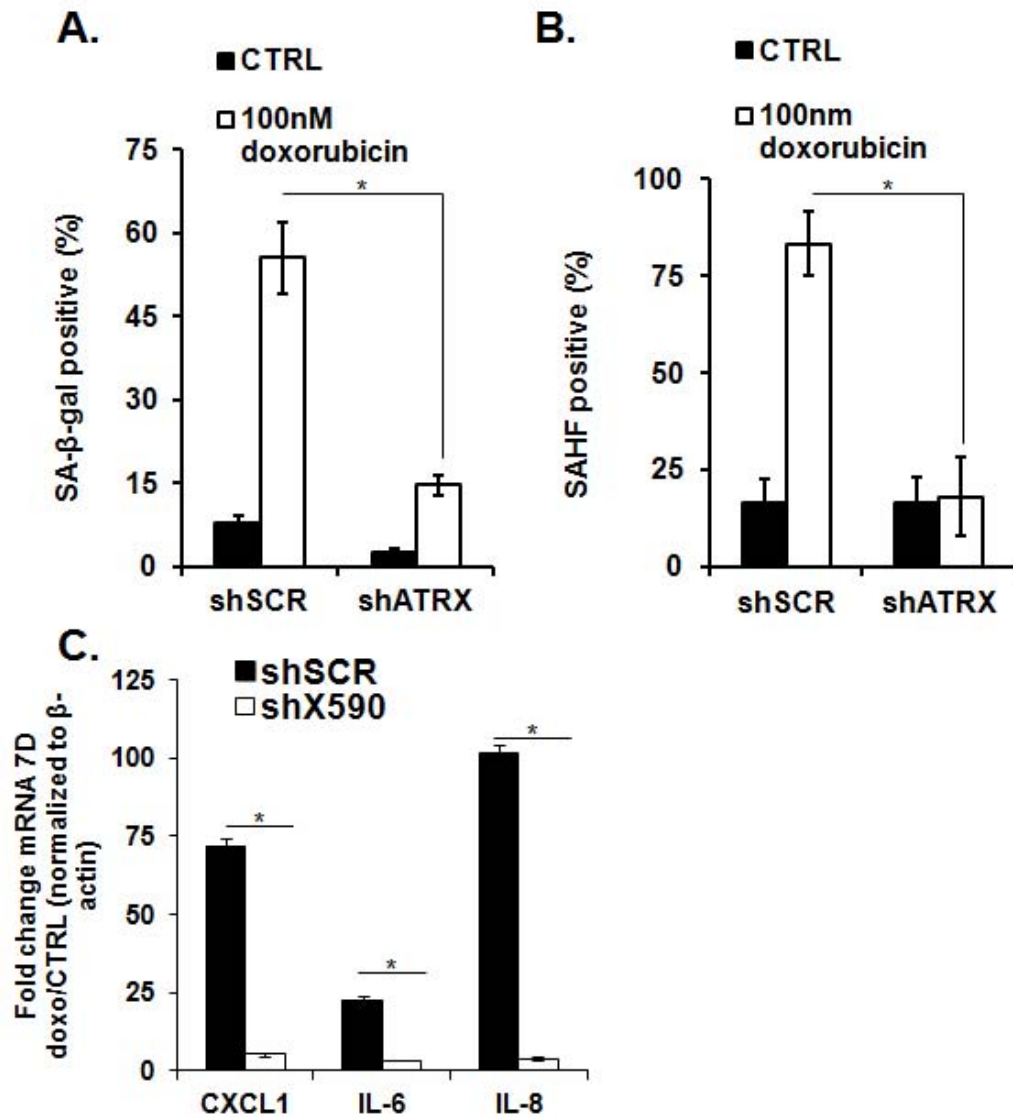 A.
CTRL
100nM
doxorubicin
75
60
45
30
15
0
SA-β-gal positive (%)
*
shSCR
shATRX
B.
CTRL
100nm
doxorubicin
100
75
50
25
0
SAHF positive (%)
*
shSCR
shATRX
C.
shSCR
shX590
125
100
75
50
25
0
Fold change mRNA 7D
doxo/CTRL (normalized to β-
actin)
*
*
*
CXCL1
IL-6
IL-8